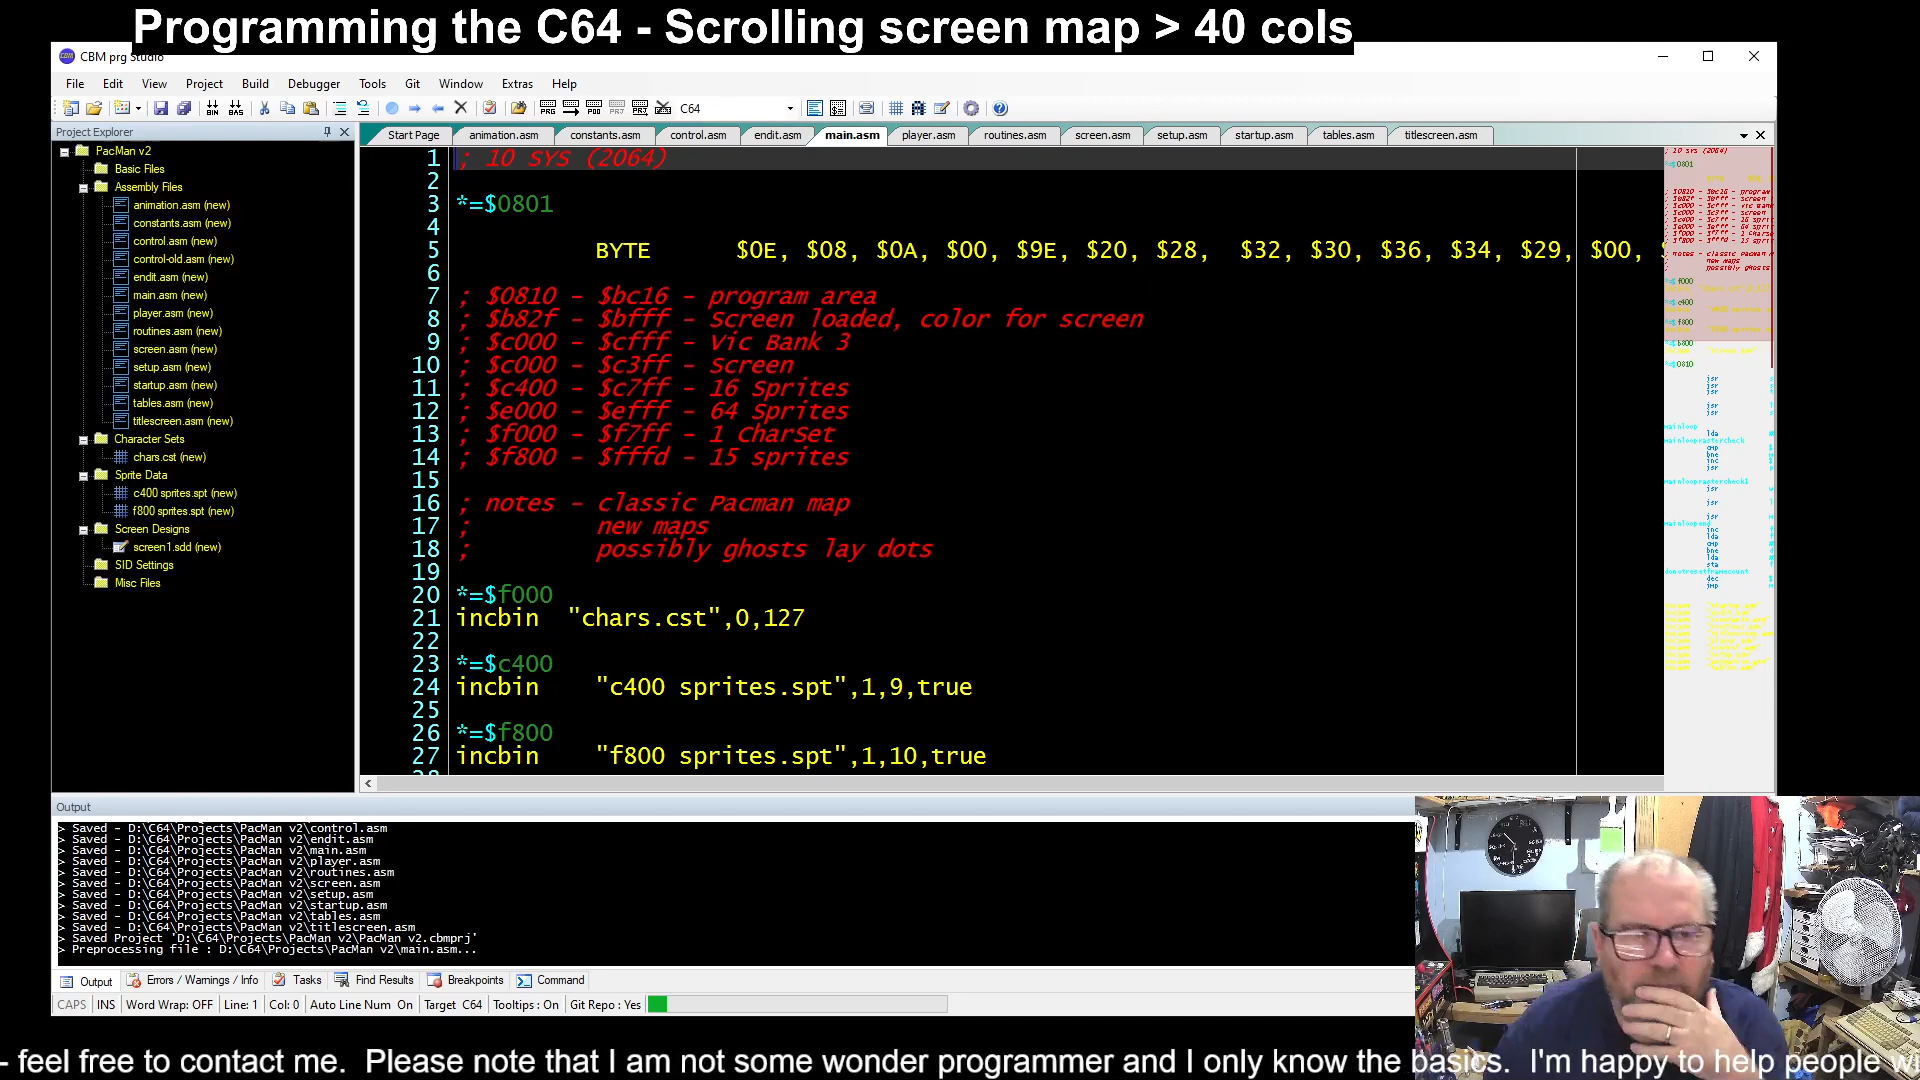 Programming the C64 - Scrolling screen map > 40 cols
CBM prg Studio
File Edit View Project Build Debugger Tools Git Project Window Extras Help
C64
Project Explorer
Start Page animation.asm constants.asm control.asm endit.asm main.asm player.asm routines.asm screen.asm setup.asm startup.asm tables.asm titlescreen.asm
PacMan v2
Basic Files
Assembly Files
animation.asm (new)
constants.asm (new)
control.asm (new)
control-old.asm (new)
endit.asm (new)
main.asm (new)
player.asm (new)
routines.asm (new)
screen.asm (new)
setup.asm (new)
startup.asm (new)
tables.asm (new)
titlescreen.asm (new)
Character Sets
chars.cst (new)
Sprite Data
c400 sprites.spt (new)
f800 sprites.spt (new)
Screen Designs
screen1.sdd (new)
SID Settings
Misc Files
1 ; 10 SYS (2064)
2
3 *=$0801
4
5 BYTE $0E, $08, $0A, $00, $9E, $20, $28, $32, $30, $36, $34, $29, $00,
6
7 ; $0810 - $bc16 - program area
8 ; $b82f - $bfff - Screen loaded, color for screen
9 ; $c000 - $cfff - Vic Bank 3
10 ; $c000 - $c3ff - Screen
11 ; $c400 - $c7ff - 16 Sprites
12 ; $e000 - $efff - 64 Sprites
13 ; $f000 - $f7ff - 1 CharSet
14 ; $f800 - $fffd - 15 sprites
15
16 ; notes - classic Pacman map
17 ; new maps
18 ; possibly ghosts lay dots
19
20 *=$f000
21 incbin "chars.cst",0,127
22
23 *=$c400
24 incbin "c400 sprites.spt",1,9,true
25
26 *=$f800
27 incbin "f800 sprites.spt",1,10,true
Output
> Saved - D:\C64\Projects\PacMan v2\control.asm
> Saved - D:\C64\Projects\PacMan v2\endit.asm
> Saved - D:\C64\Projects\PacMan v2\main.asm
> Saved - D:\C64\Projects\PacMan v2\player.asm
> Saved - D:\C64\Projects\PacMan v2\routines.asm
> Saved - D:\C64\Projects\PacMan v2\screen.asm
> Saved - D:\C64\Projects\PacMan v2\setup.asm
> Saved - D:\C64\Projects\PacMan v2\startup.asm
> Saved - D:\C64\Projects\PacMan v2\tables.asm
> Saved - D:\C64\Projects\PacMan v2\titlescreen.asm
> Saved Project 'D:\C64\Projects\PacMan v2\PacMan v2.cbmprj'
> Preprocessing file : D:\C64\Projects\PacMan v2\main.asm...
Output Errors / Warnings / Info Tasks Find Results Breakpoints Command
CAPS INS Word Wrap: OFF Line: 1 Col: 0 Auto Line Num On Target C64 Tooltips : On Git Repo : Yes
- feel free to contact me. Please note that I am not some wonder programmer and I only know the basics. I'm happy to help people